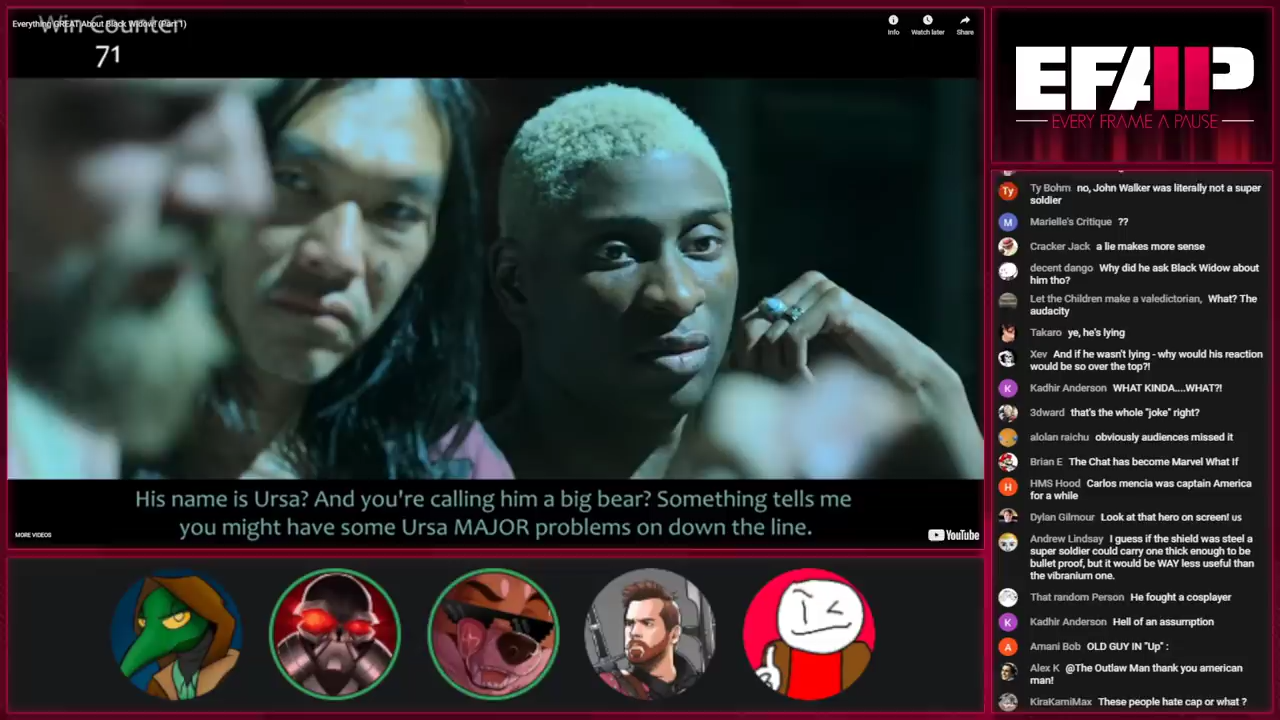 Everything GREAT About Black Widow! (Part 1)
Win Counter
71
Info
Watch later
Share
His name is Ursa? And you're calling him a big bear? Something tells me
you might have some Ursa MAJOR problems on down the line.
MORE VIDEOS
YouTube
EFAP
EVERY FRAME A PAUSE
Ty Bohm no, John Walker was literally not a super
soldier
Marielle's Critique ??
Cracker Jack a lie makes more sense
decent dango Why did he ask Black Widow about
him tho?
Let the Children make a valedictorian, What? The
audacity
Takaro ye, he's lying
Xev And if he wasn't lying - why would his reaction
would be so over the top?!
Kadhir Anderson WHAT KINDA....WHAT?!
3dward that's the whole "joke" right?
alolan raichu obviously audiences missed it
Brian E The Chat has become Marvel What If
HMS Hood Carlos mencia was captain America
for a while
Dylan Gilmour Look at that hero on screen! us
Andrew Lindsay I guess if the shield was steel a
super soldier could carry one thick enough to be
bullet proof, but it would be WAY less useful than
the vibranium one.
That random Person He fought a cosplayer
Kadhir Anderson Hell of an assumption
Amani Bob OLD GUY IN "Up" :
Alex K @The Outlaw Man thank you american
man!
KiraKamiMax These people hate cap or what ?
Ty
M
K
H
K
A